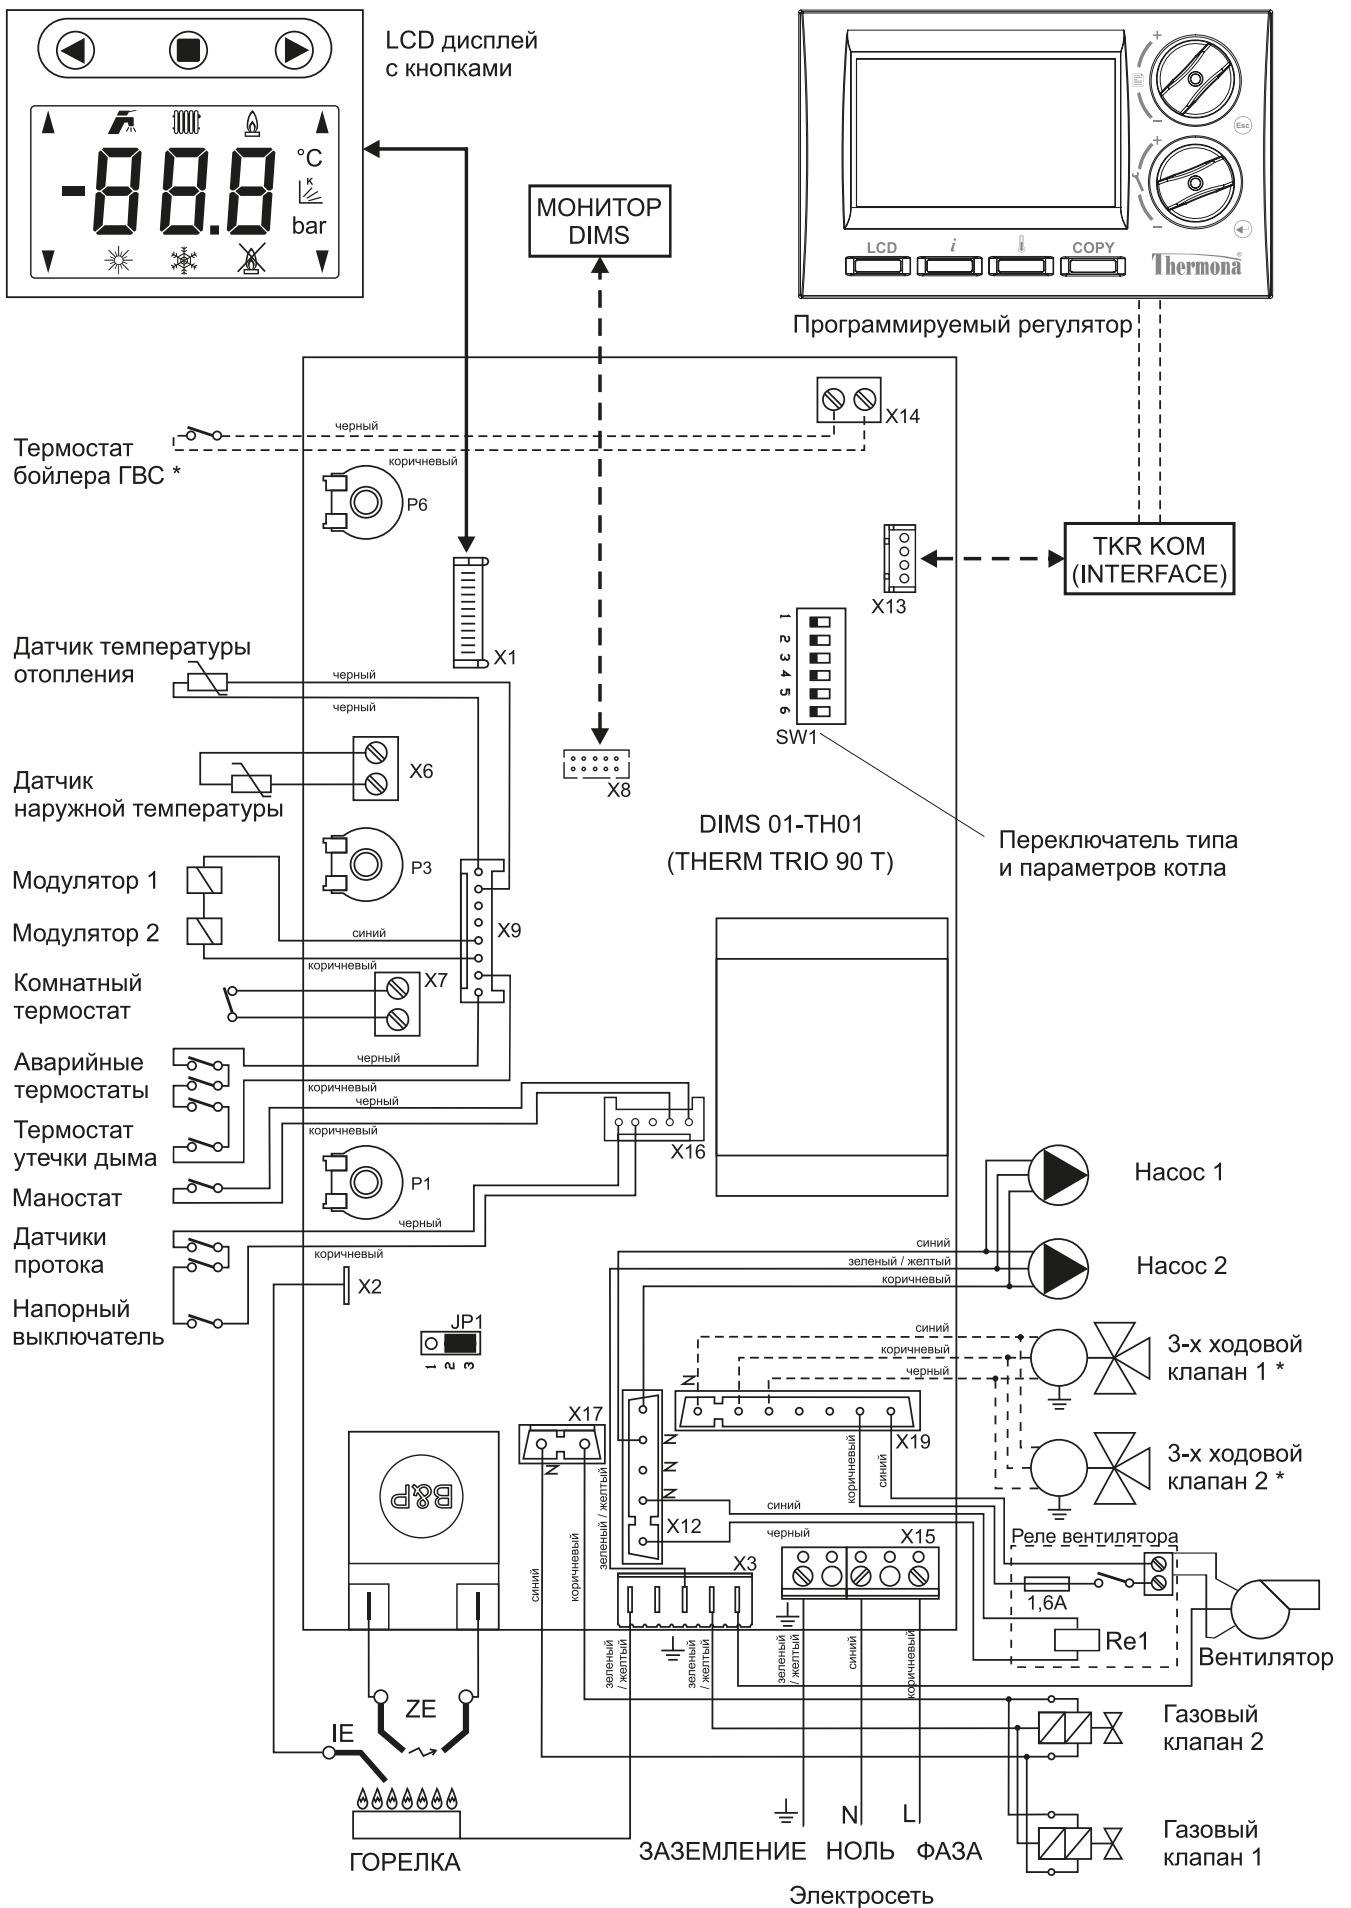 LCD дисплей
с кнопками
°C
K
bar
-88.8
МОНИТОР
DIMS
+
−
Esc
+
−
LCD
i
COPY
Thermona®
Программируемый регулятор
черный
X14
Термостат
бойлера ГВС *
коричневый
P6
TKR KOM
(INTERFACE)
X13
1
2
3
4
5
6
SW1
Датчик температуры
отопления
X1
черный
черный
X6
Датчик
наружной температуры
X8
DIMS 01-TH01
(THERM TRIO 90 T)
Переключатель типа
и параметров котла
P3
Модулятор 1
Модулятор 2
синий
X9
коричневый
Комнатный
термостат
X7
Аварийные
термостаты
черный
коричневый
черный
Термостат
утечки дыма
коричневый
X16
Маностат
P1
черный
Насос 1
Датчики
протока
коричневый
синий
зеленый / желтый
коричневый
Насос 2
X2
Напорный
выключатель
JP1
1
2
3
синий
коричневый
черный
3-х ходовой
клапан 1 *
N
X17
N
X19
N
N
коричневый
синий
3-х ходовой
клапан 2 *
B&P
зеленый / желтый
X12
синий
черный
X15
Реле вентилятора
X3
синий
коричневый
1,6A
Re1
Вентилятор
зеленый
/ желтый
зеленый
/ желтый
зеленый
/ желтый
синий
коричневый
ZE
IE
Газовый
клапан 2
N
L
ГОРЕЛКА
ЗАЗЕМЛЕНИЕ
НОЛЬ
ФАЗА
Электросеть
Газовый
клапан 1